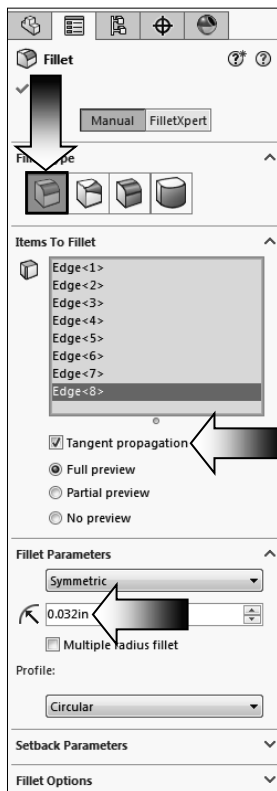 Fillet
Manual FilletXpert
Items To Fillet
Edge<1>
Edge<2>
Edge<3>
Edge<4>
Edge<5>
Edge<6>
Edge<7>
Edge<8>
Tangent propagation
Full preview
Partial preview
No preview
Fillet Parameters
Symmetric
0.032in
Multiple radius fillet
Profile:
Circular
Setback Parameters
Fillet Options